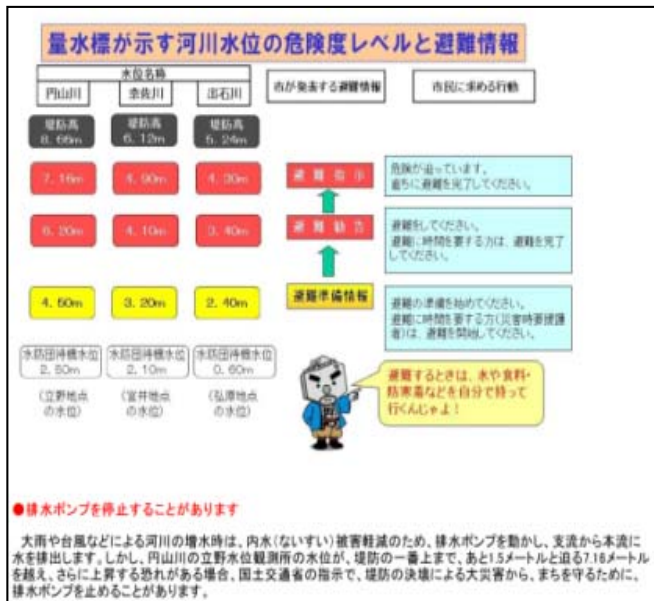 量水標が示す河川水位の危険度レベルと避難情報
水位名称
円山川 奈佐川 出石川
市が発表する避難情報
市民に求める行動
堤防高 堤防高 堤防高
8.66m 6.12m 5.24m
7.16m 4.90m 4.30m
避難指示
危険が迫っています。
直ちに避難を完了してください。
6.20m 4.10m 3.40m
避難勧告
避難をしてください。
避難に時間を要する方は、避難を完了
してください。
4.50m 3.20m 2.40m
避難準備情報
避難の準備を始めてください。
避難に時間を要する方(災害時要援護
者)は、避難を開始してください。
水防団待機水位 水防団待機水位 水防団待機水位
2.50m 2.10m 0.60m
(立野地点 (宮井地点 (弘原地点
の水位) の水位) の水位)
避難するときは、水や食料・
防寒着などを自分で持って
行くんじゃよ!
●排水ポンプを停止することがあります
大雨や台風などによる河川の増水時は、内水(ないすい)被害軽減のため、排水ポンプを動かし、支流から本流に
水を排出します。しかし、円山川の立野水位観測所の水位が、堤防の一番上まで、あと1.5メートルと迫る7.16メートル
を越え、さらに上昇する恐れがある場合、国土交通省の指示で、堤防の決壊による大災害から、まちを守るために、
排水ポンプを止めることがあります。